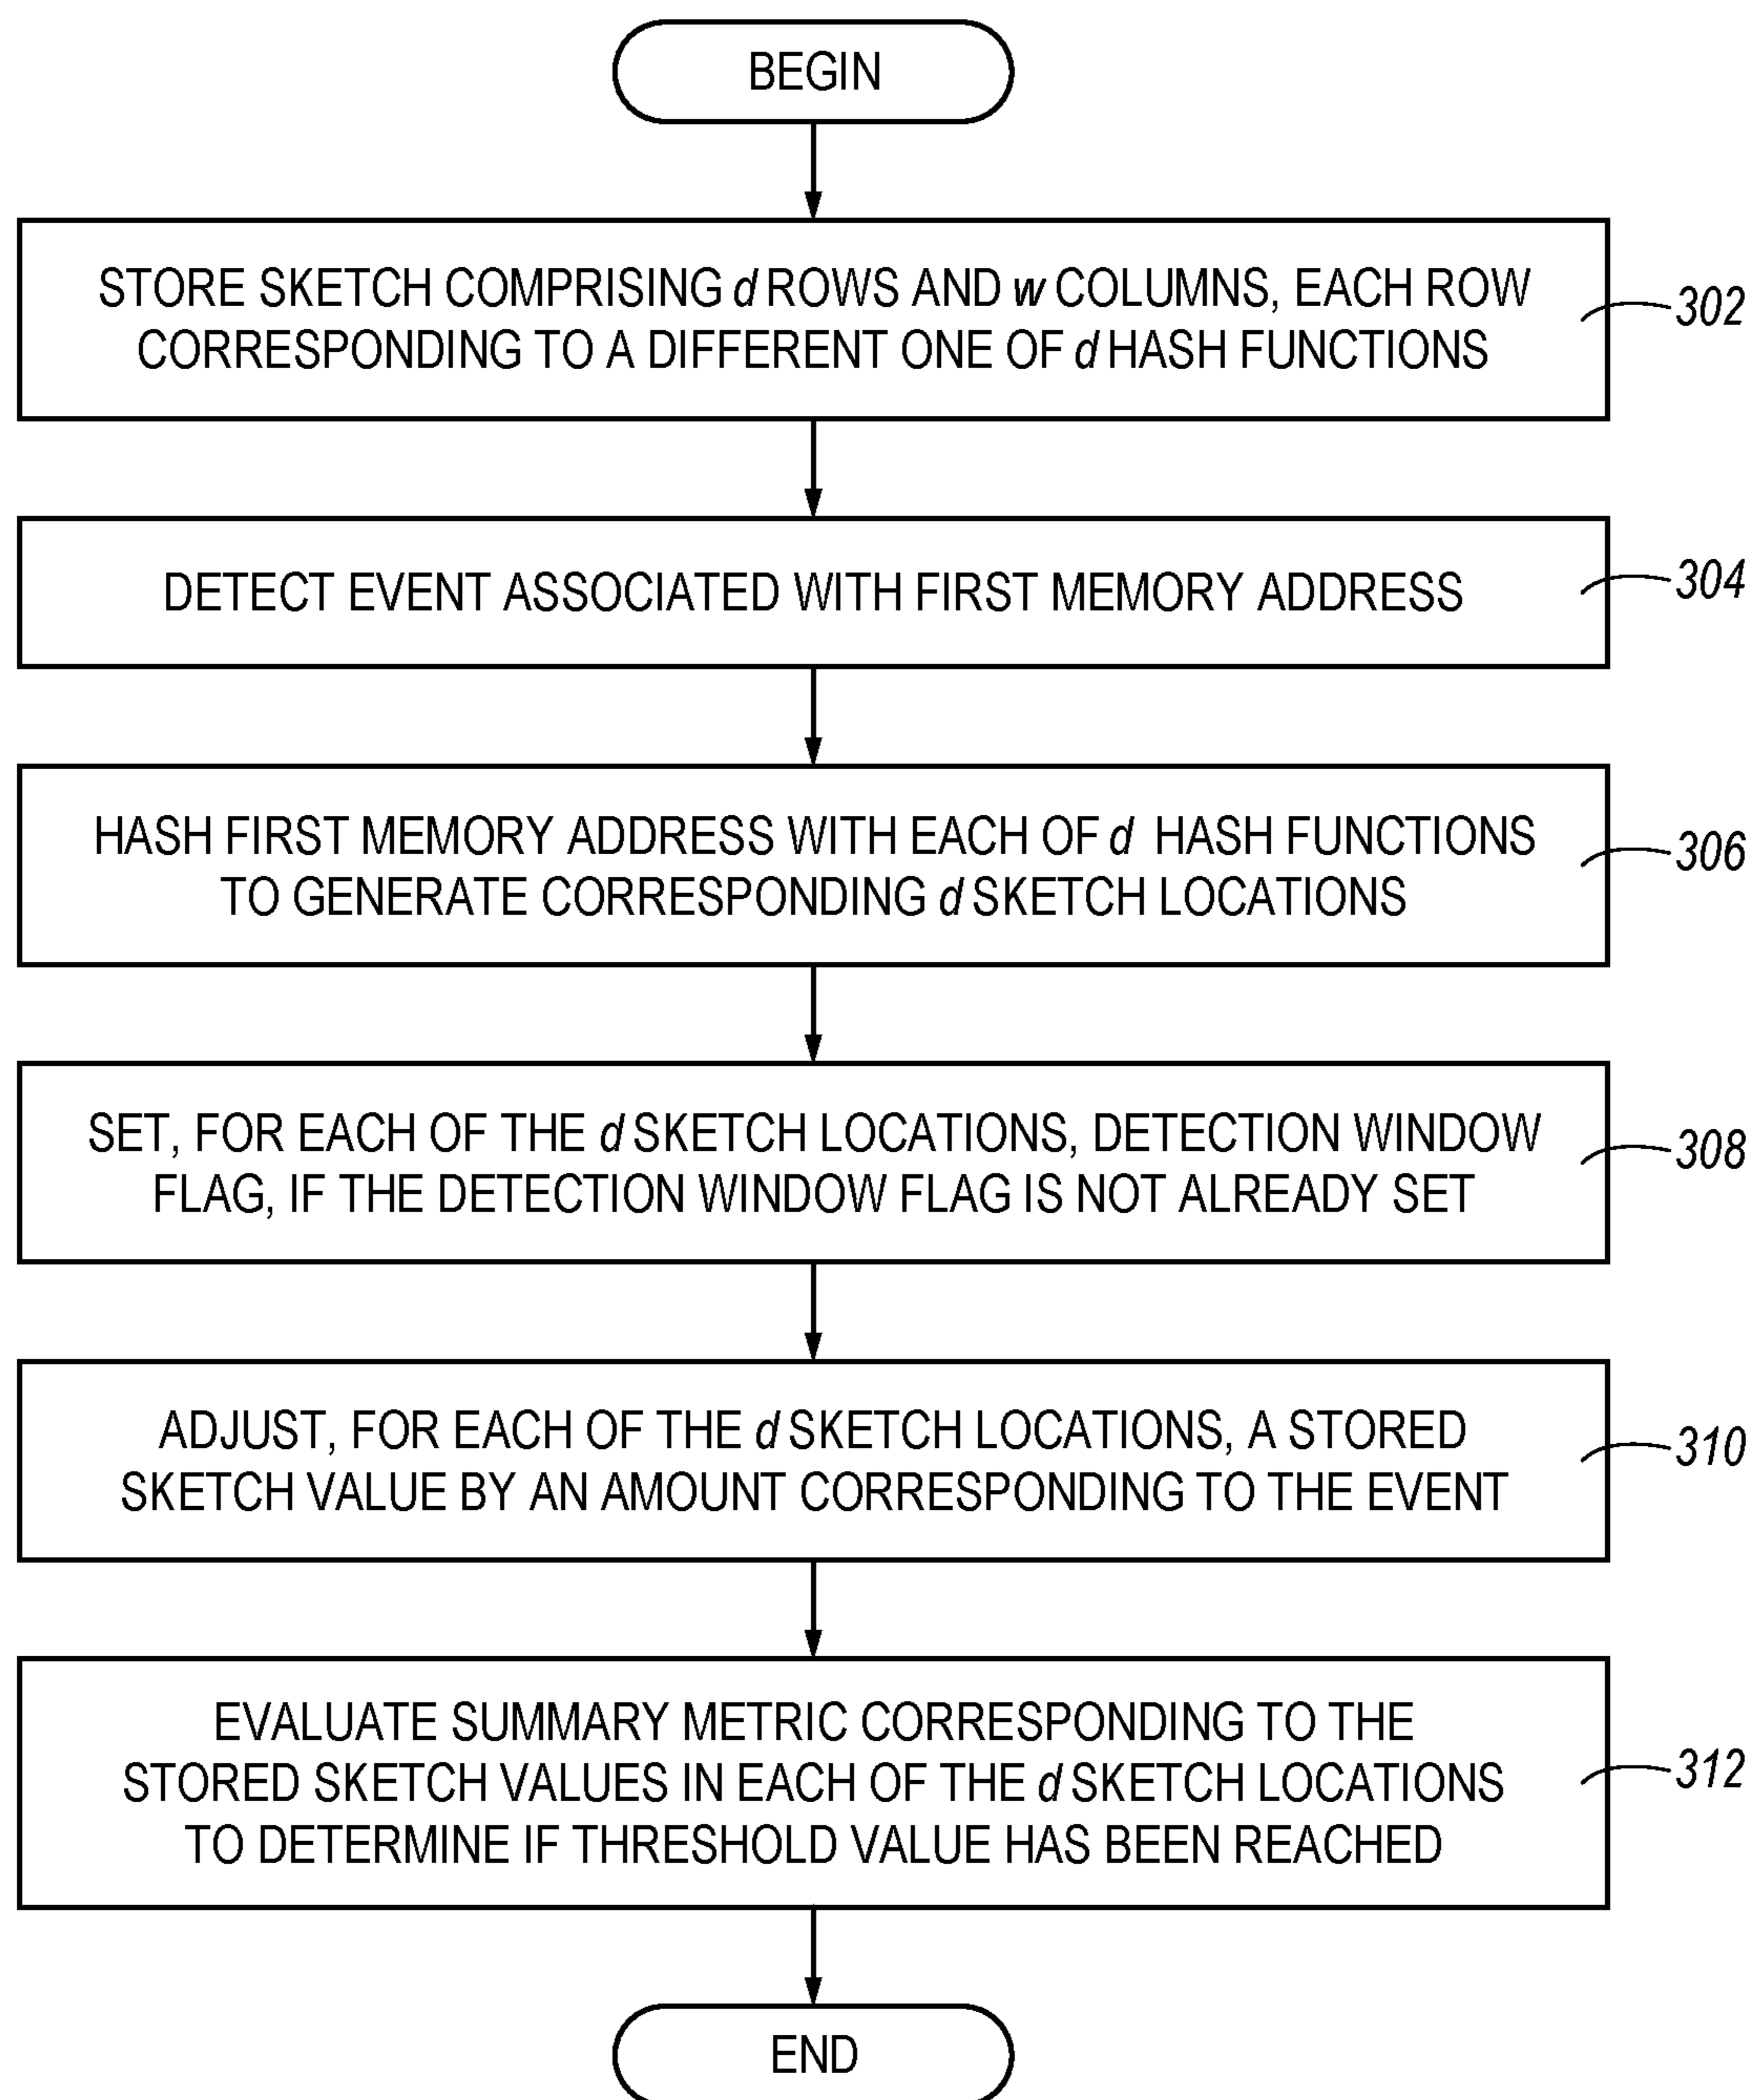 BEGIN
STORE SKETCH COMPRISING d ROWS AND w COLUMNS, EACH ROW
CORRESPONDING TO A DIFFERENT ONE OF d HASH FUNCTIONS
302
DETECT EVENT ASSOCIATED WITH FIRST MEMORY ADDRESS
304
HASH FIRST MEMORY ADDRESS WITH EACH OF d HASH FUNCTIONS
TO GENERATE CORRESPONDING d SKETCH LOCATIONS
306
SET, FOR EACH OF THE d SKETCH LOCATIONS, DETECTION WINDOW
FLAG, IF THE DETECTION WINDOW FLAG IS NOT ALREADY SET
308
ADJUST, FOR EACH OF THE d SKETCH LOCATIONS, A STORED
SKETCH VALUE BY AN AMOUNT CORRESPONDING TO THE EVENT
310
EVALUATE SUMMARY METRIC CORRESPONDING TO THE
STORED SKETCH VALUES IN EACH OF THE d SKETCH LOCATIONS
TO DETERMINE IF THRESHOLD VALUE HAS BEEN REACHED
312
END